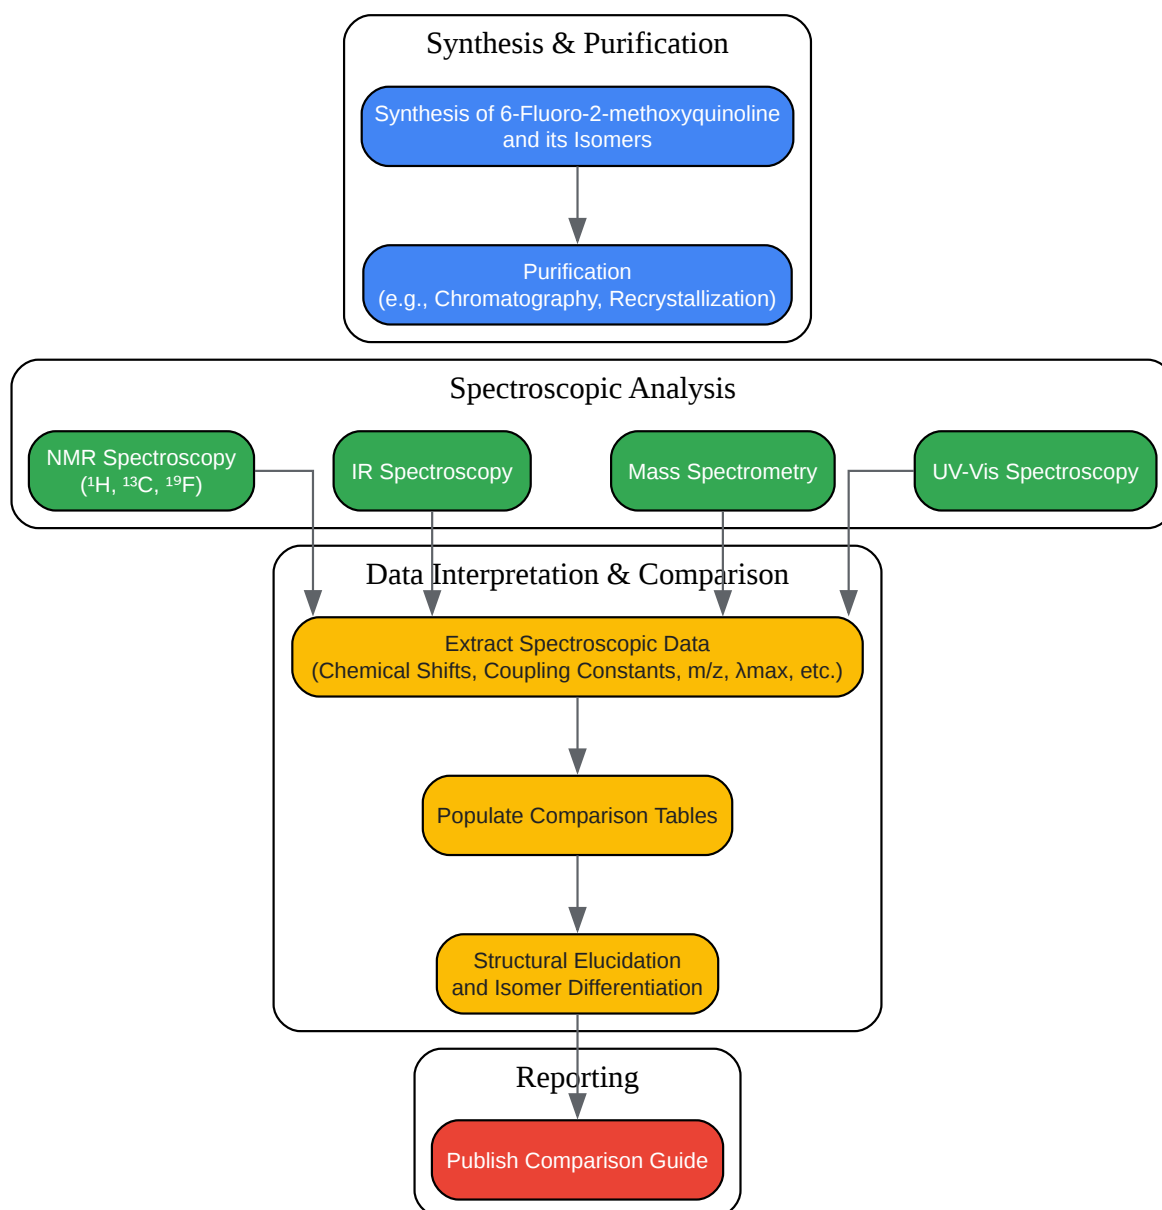 Synthesis & Purification
Synthesis of 6-Fluoro-2-methoxyquinoline
and its Isomers
Purification
(e.g., Chromatography, Recrystallization)
Spectroscopic Analysis
NMR Spectroscopy
(¹H, ¹³C, ¹⁹F)
IR Spectroscopy
Mass Spectrometry
UV-Vis Spectroscopy
Data Interpretation & Comparison
Extract Spectroscopic Data
(Chemical Shifts, Coupling Constants, m/z, λmax, etc.)
Populate Comparison Tables
Structural Elucidation
and Isomer Differentiation
Reporting
Publish Comparison Guide